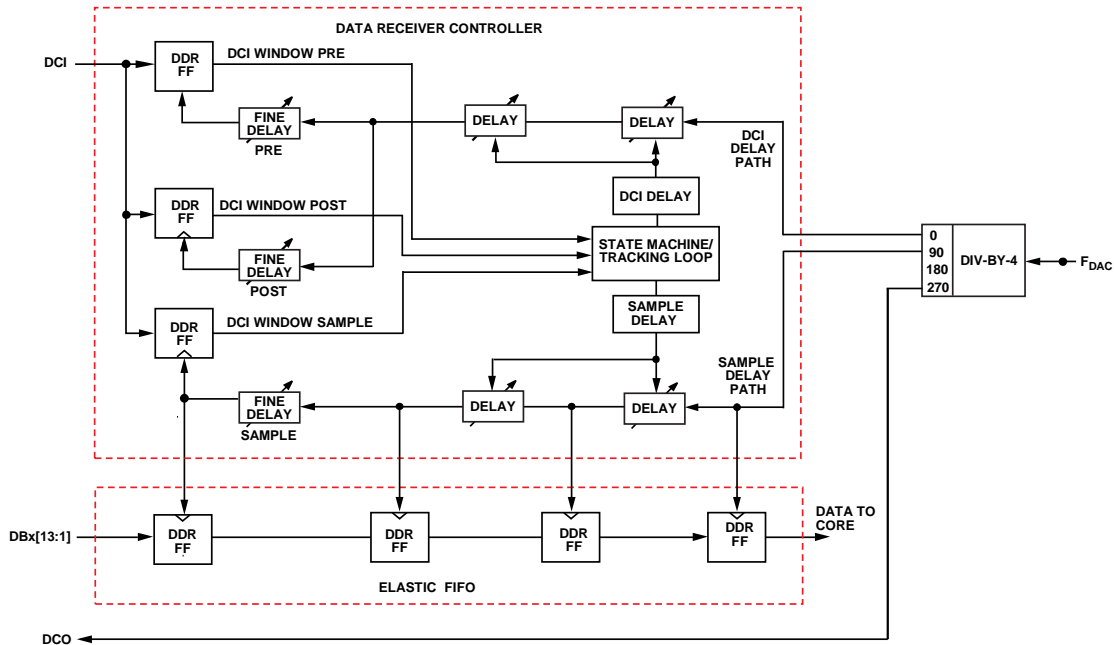 DATA RECEIVER CONTROLLER
DCI
DDR
FF
DCI WINDOW PRE
FINE
DELAY
PRE
DELAY
DELAY
DCI
DELAY
PATH
DCI DELAY
DDR
FF
DCI WINDOW POST
STATE MACHINE/
TRACKING LOOP
FINE
DELAY
POST
0
90
180
270
DIV-BY-4
FDAC
DDR
FF
DCI WINDOW SAMPLE
SAMPLE
DELAY
SAMPLE
DELAY
PATH
FINE
DELAY
SAMPLE
DELAY
DELAY
DBx[13:1]
DDR
FF
DDR
FF
DDR
FF
DDR
FF
DATA TO
CORE
ELASTIC FIFO
DCO